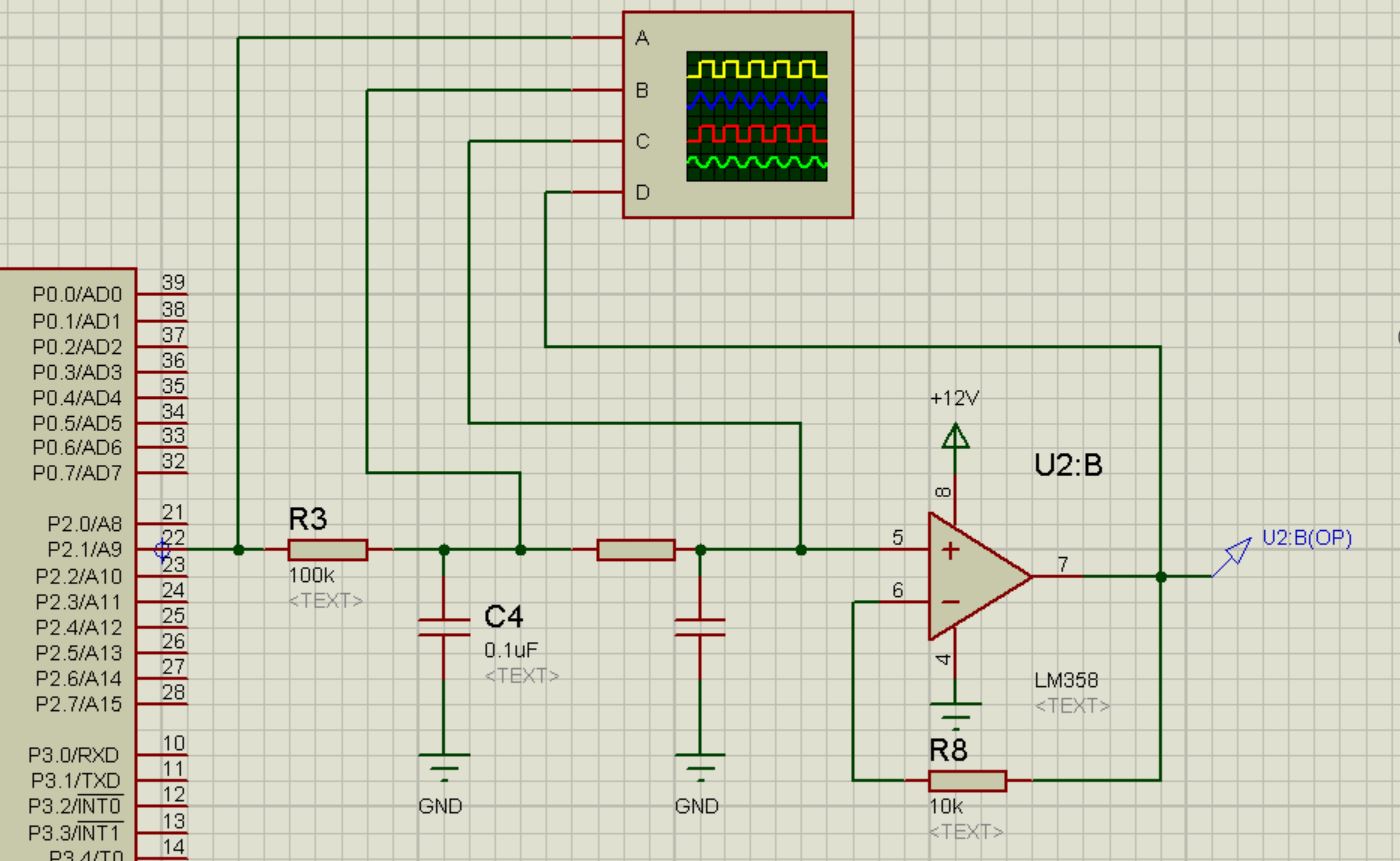 A
B
C
D
P0.0/AD0 39
P0.1/AD1 38
P0.2/AD2 37
P0.3/AD3 36
P0.4/AD4 35
P0.5/AD5 34
P0.6/AD6 33
P0.7/AD7 32
P2.0/A8 21
P2.1/A9 22
P2.2/A10 23
P2.3/A11 24
P2.4/A12 25
P2.5/A13 26
P2.6/A14 27
P2.7/A15 28
P3.0/RXD 10
P3.1/TXD 11
P3.2/INT0 12
P3.3/INT1 13
P3.4/T0 14
R3
100k
<TEXT>
C4
0.1uF
<TEXT>
GND
GND
+12V
U2:B
8
5
6
7
4
+
−
U2:B(OP)
LM358
<TEXT>
R8
10k
<TEXT>